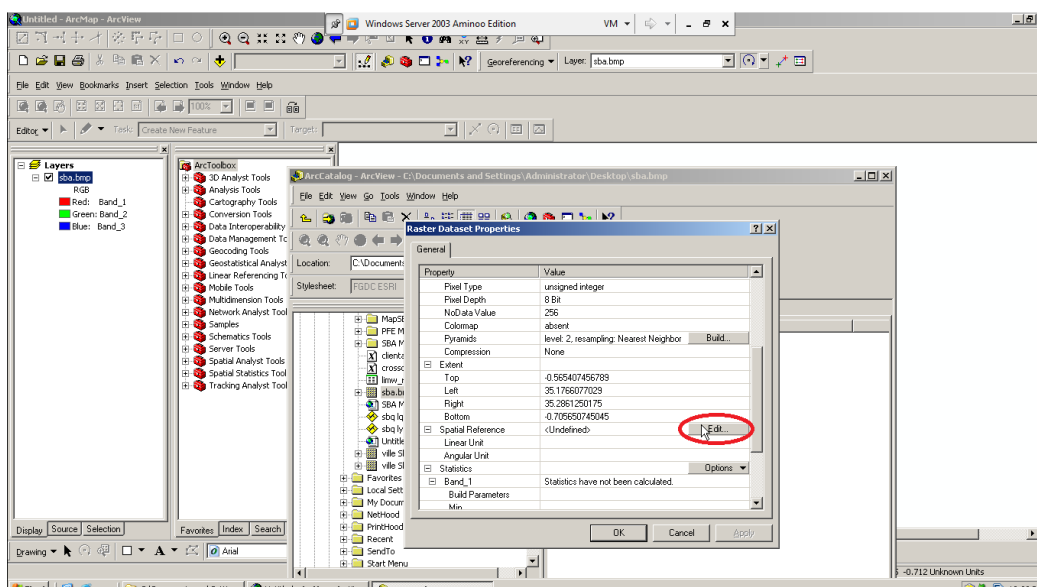 Untitled - ArcMap - ArcView
Windows Server 2003 Aminoo Edition
VM
Georeferencing
Layer:
sba.bmp
File Edit View Bookmarks Insert Selection Tools Window Help
100%
Editor
Task:
Create New Feature
Target:
Layers
sba.bmp
RGB
Red: Band_1
Green: Band_2
Blue: Band_3
Display
Source
Selection
ArcToolbox
3D Analyst Tools
Analysis Tools
Cartography Tools
Conversion Tools
Data Interoperability
Data Management To
Geocoding Tools
Geostatistical Analyst
Linear Referencing To
Mobile Tools
Multidimension Tools
Network Analyst Tool
Samples
Schematics Tools
Server Tools
Spatial Analyst Tools
Spatial Statistics Tool
Tracking Analyst Tool
Favorites
Index
Search
ArcCatalog - ArcView - C:\Documents and Settings\Administrator\Desktop\sba.bmp
File Edit View Go Tools Window Help
Location:
C:\Documents
Stylesheet:
FGDC ESRI
MapSE
PFE M
SBA M
clienta
crossc
limw_r
sba.b
SBA M
sbq lq
sbq ly
Untitle
ville Sl
ville Sl
Favorites
Local Sett
My Docum
NetHood
PrintHood
Recent
SendTo
Start Menu
Raster Dataset Properties
General
Property Value
Pixel Type unsigned integer
Pixel Depth 8 Bit
NoData Value 256
Colormap absent
Pyramids level: 2, resampling: Nearest Neighbor Build...
Compression None
Extent
Top -0.565407456789
Left 35.1766077029
Right 35.2861250175
Bottom -0.705650745045
Spatial Reference <Undefined> Edit...
Linear Unit
Angular Unit
Statistics Options
Band_1 Statistics have not been calculated.
Build Parameters
Min
OK
Cancel
Apply
Drawing
A
Arial
-0.712 Unknown Units